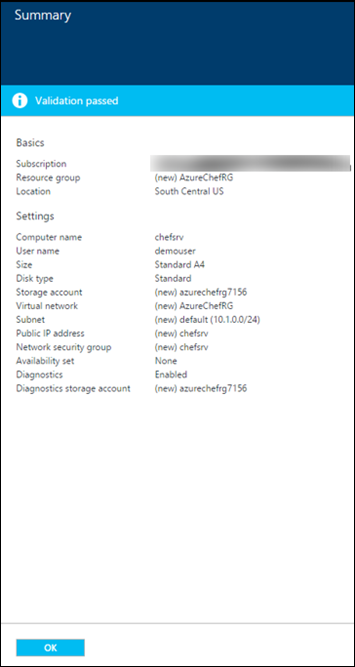 Summary
Validation passed
Basics
Subscription
Resource group (new) AzureChefRG
Location South Central US
Settings
Computer name chefsrv
User name demouser
Size Standard A4
Disk type Standard
Storage account (new) azurechefrg7156
Virtual network (new) AzureChefRG
Subnet (new) default (10.1.0.0/24)
Public IP address (new) chefsrv
Network security group (new) chefsrv
Availability set None
Diagnostics Enabled
Diagnostics storage account (new) azurechefrg7156
OK